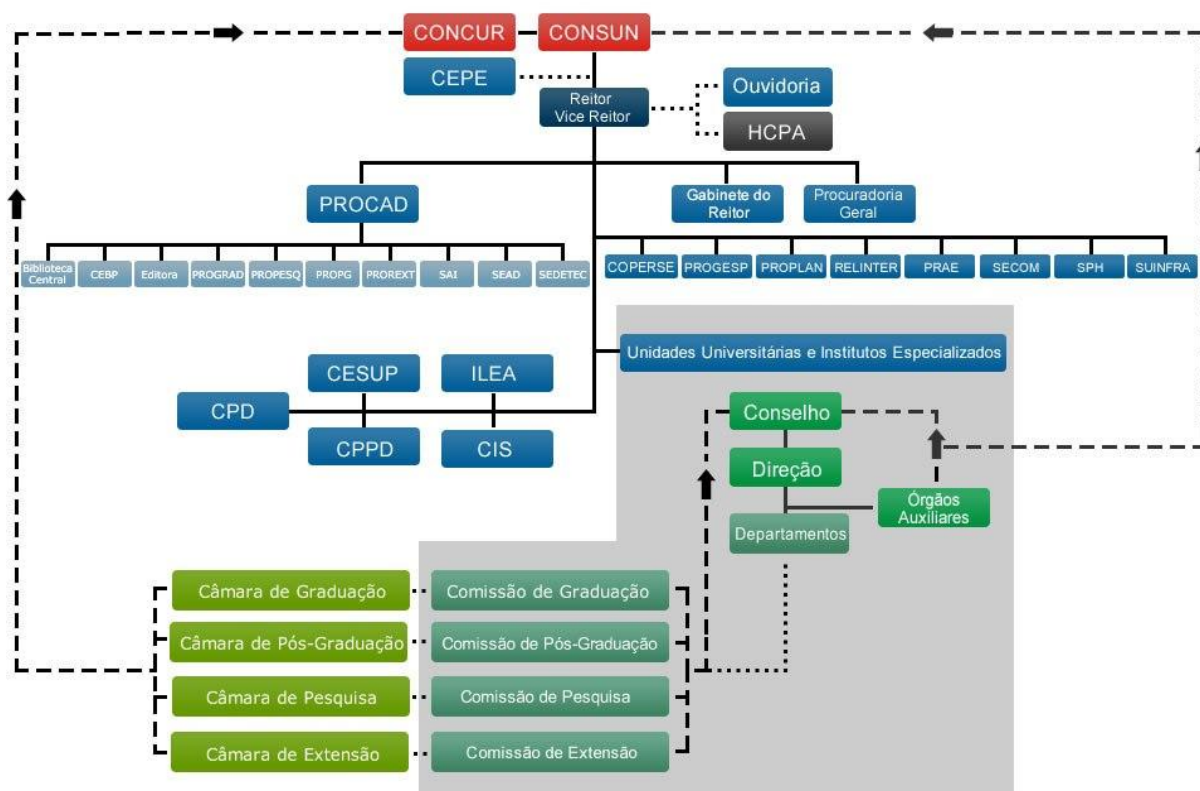 CONCUR
CONSUN
CEPE
Reitor
Vice Reitor
Ouvidoria
HCPA
PROCAD
Gabinete do
Reitor
Procuradoria
Geral
Biblioteca
Central
CEBP
Editora
PROGRAD
PROPESQ
PROPG
PROREXT
SAI
SEAD
SEDETEC
COPERSE
PROGESP
PROPLAN
RELINTER
PRAE
SECOM
SPH
SUINFRA
Unidades Universitárias e Institutos Especializados
CESUP
ILEA
CPD
CPPD
CIS
Conselho
Direção
Órgãos
Auxiliares
Departamentos
Câmara de Graduação
Comissão de Graduação
Câmara de Pós-Graduação
Comissão de Pós-Graduação
Câmara de Pesquisa
Comissão de Pesquisa
Câmara de Extensão
Comissão de Extensão